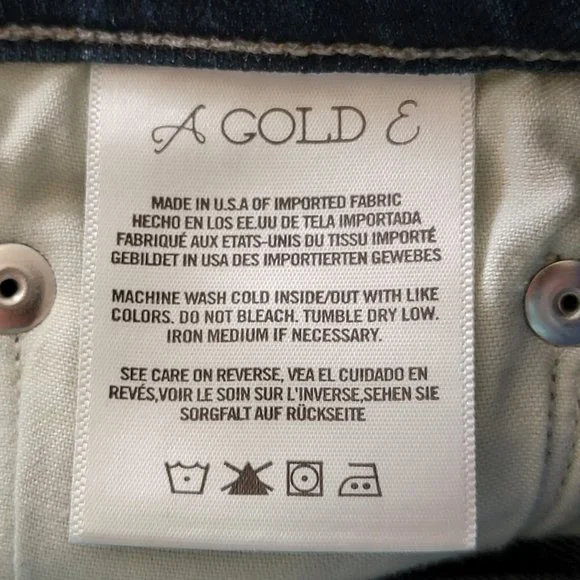 A GOLD E
MADE IN U.S.A OF IMPORTED FABRIC
HECHO EN LOS EE.UU DE TELA IMPORTADA
FABRIQUÉ AUX ETATS-UNIS DU TISSU IMPORTÉ
GEBILDET IN USA DES IMPORTIERTEN GEWEBES
MACHINE WASH COLD INSIDE/OUT WITH LIKE
COLORS. DO NOT BLEACH. TUMBLE DRY LOW.
IRON MEDIUM IF NECESSARY.
SEE CARE ON REVERSE, VEA EL CUIDADO EN
REVÉS,VOIR LE SOIN SUR L'INVERSE,SEHEN SIE
SORGFALT AUF RÜCKSEITE